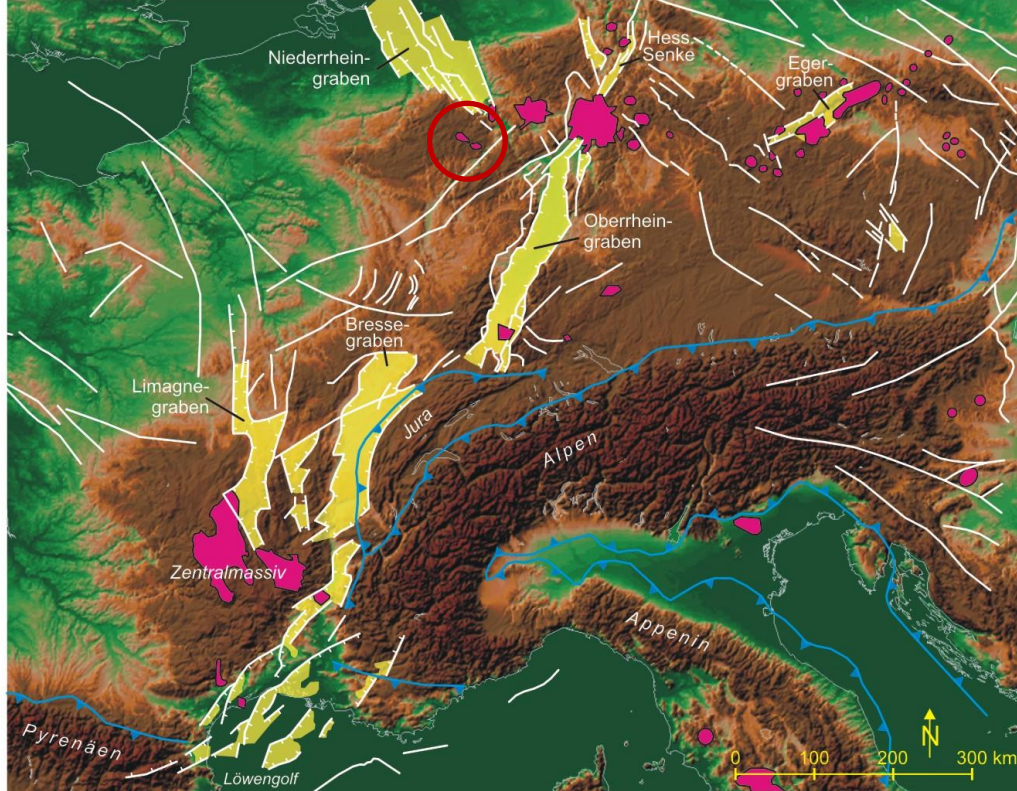 Niederrhein-
graben
Hess.
Senke
Eger-
graben
Oberrhein-
graben
Bresse-
graben
Limagne-
graben
Jura
Alpen
Zentralmassiv
Appenin
Pyrenäen
Löwengolf
N
0 100 200 300 km